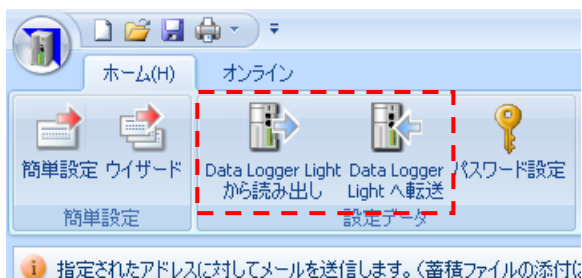 ホーム(H) オンライン
簡単設定 ウイザード Data Logger Light から読み出し Data Logger Light へ転送 パスワード設定
簡単設定 設定データ
指定されたアドレスに対してメールを送信します。(蓄積ファイルの添付